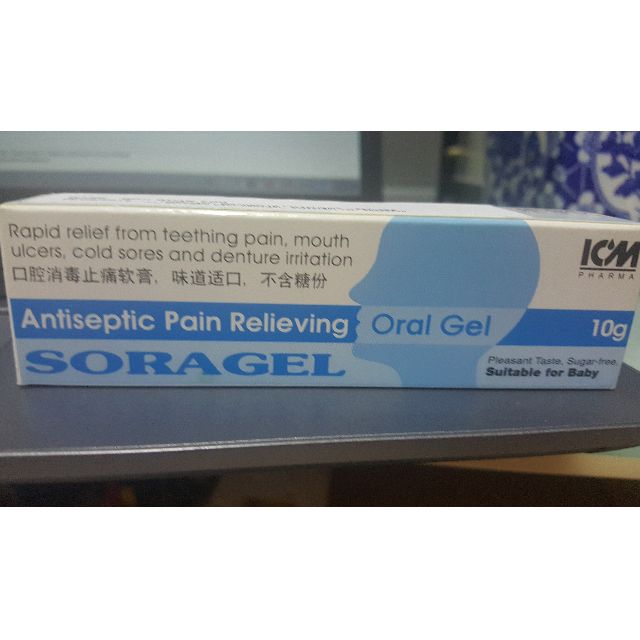 Rapid relief from teething pain, mouth
ulcers, cold sores and denture irritation
口腔消毒止痛软膏，味道适口，不含糖份
Antiseptic Pain Relieving Oral Gel 10g
SORAGEL
ICM
PHARMA
Pleasant Taste, Sugar-free
Suitable for Baby